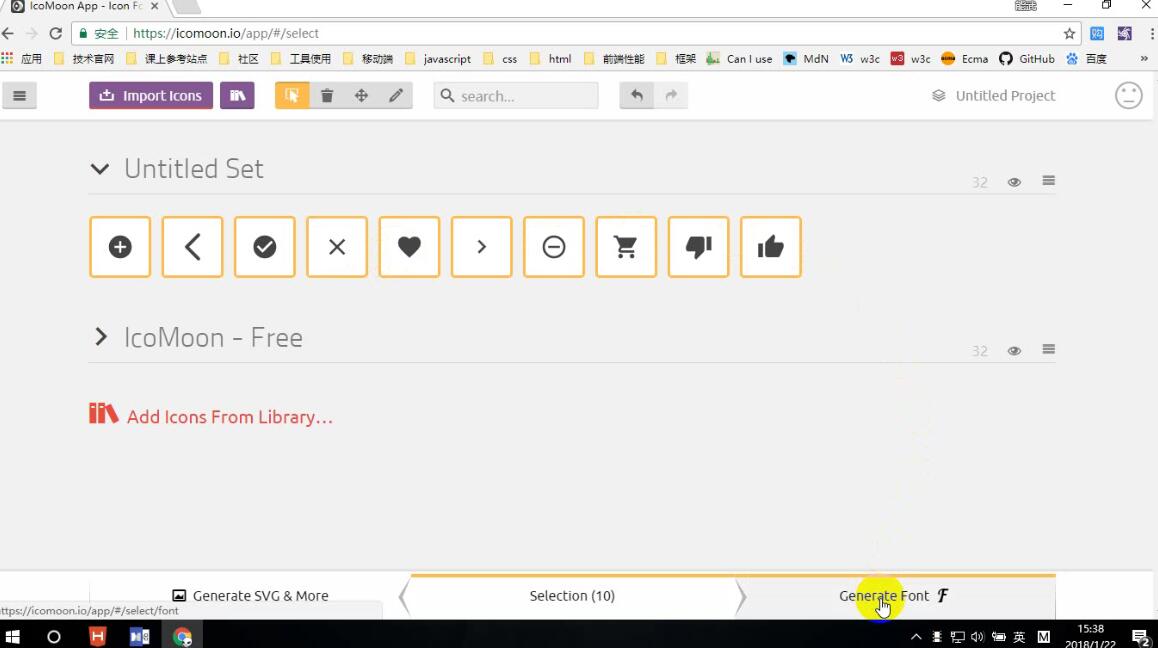 IcoMoon App - Icon Fo
安全 https://icomoon.io/app/#/select
应用 技术官网 课上参考站点 社区 工具使用 移动端 javascript css html 前端性能 框架 Can I use MdN W3 w3c w3 w3c Ecma GitHub 百度 »
Import Icons search... Untitled Project
Untitled Set
32
IcoMoon - Free
32
Add Icons From Library...
Generate SVG & More Selection (10) Generate Font
https://icomoon.io/app/#/select/font
英 M 15:38
2018/1/22 2